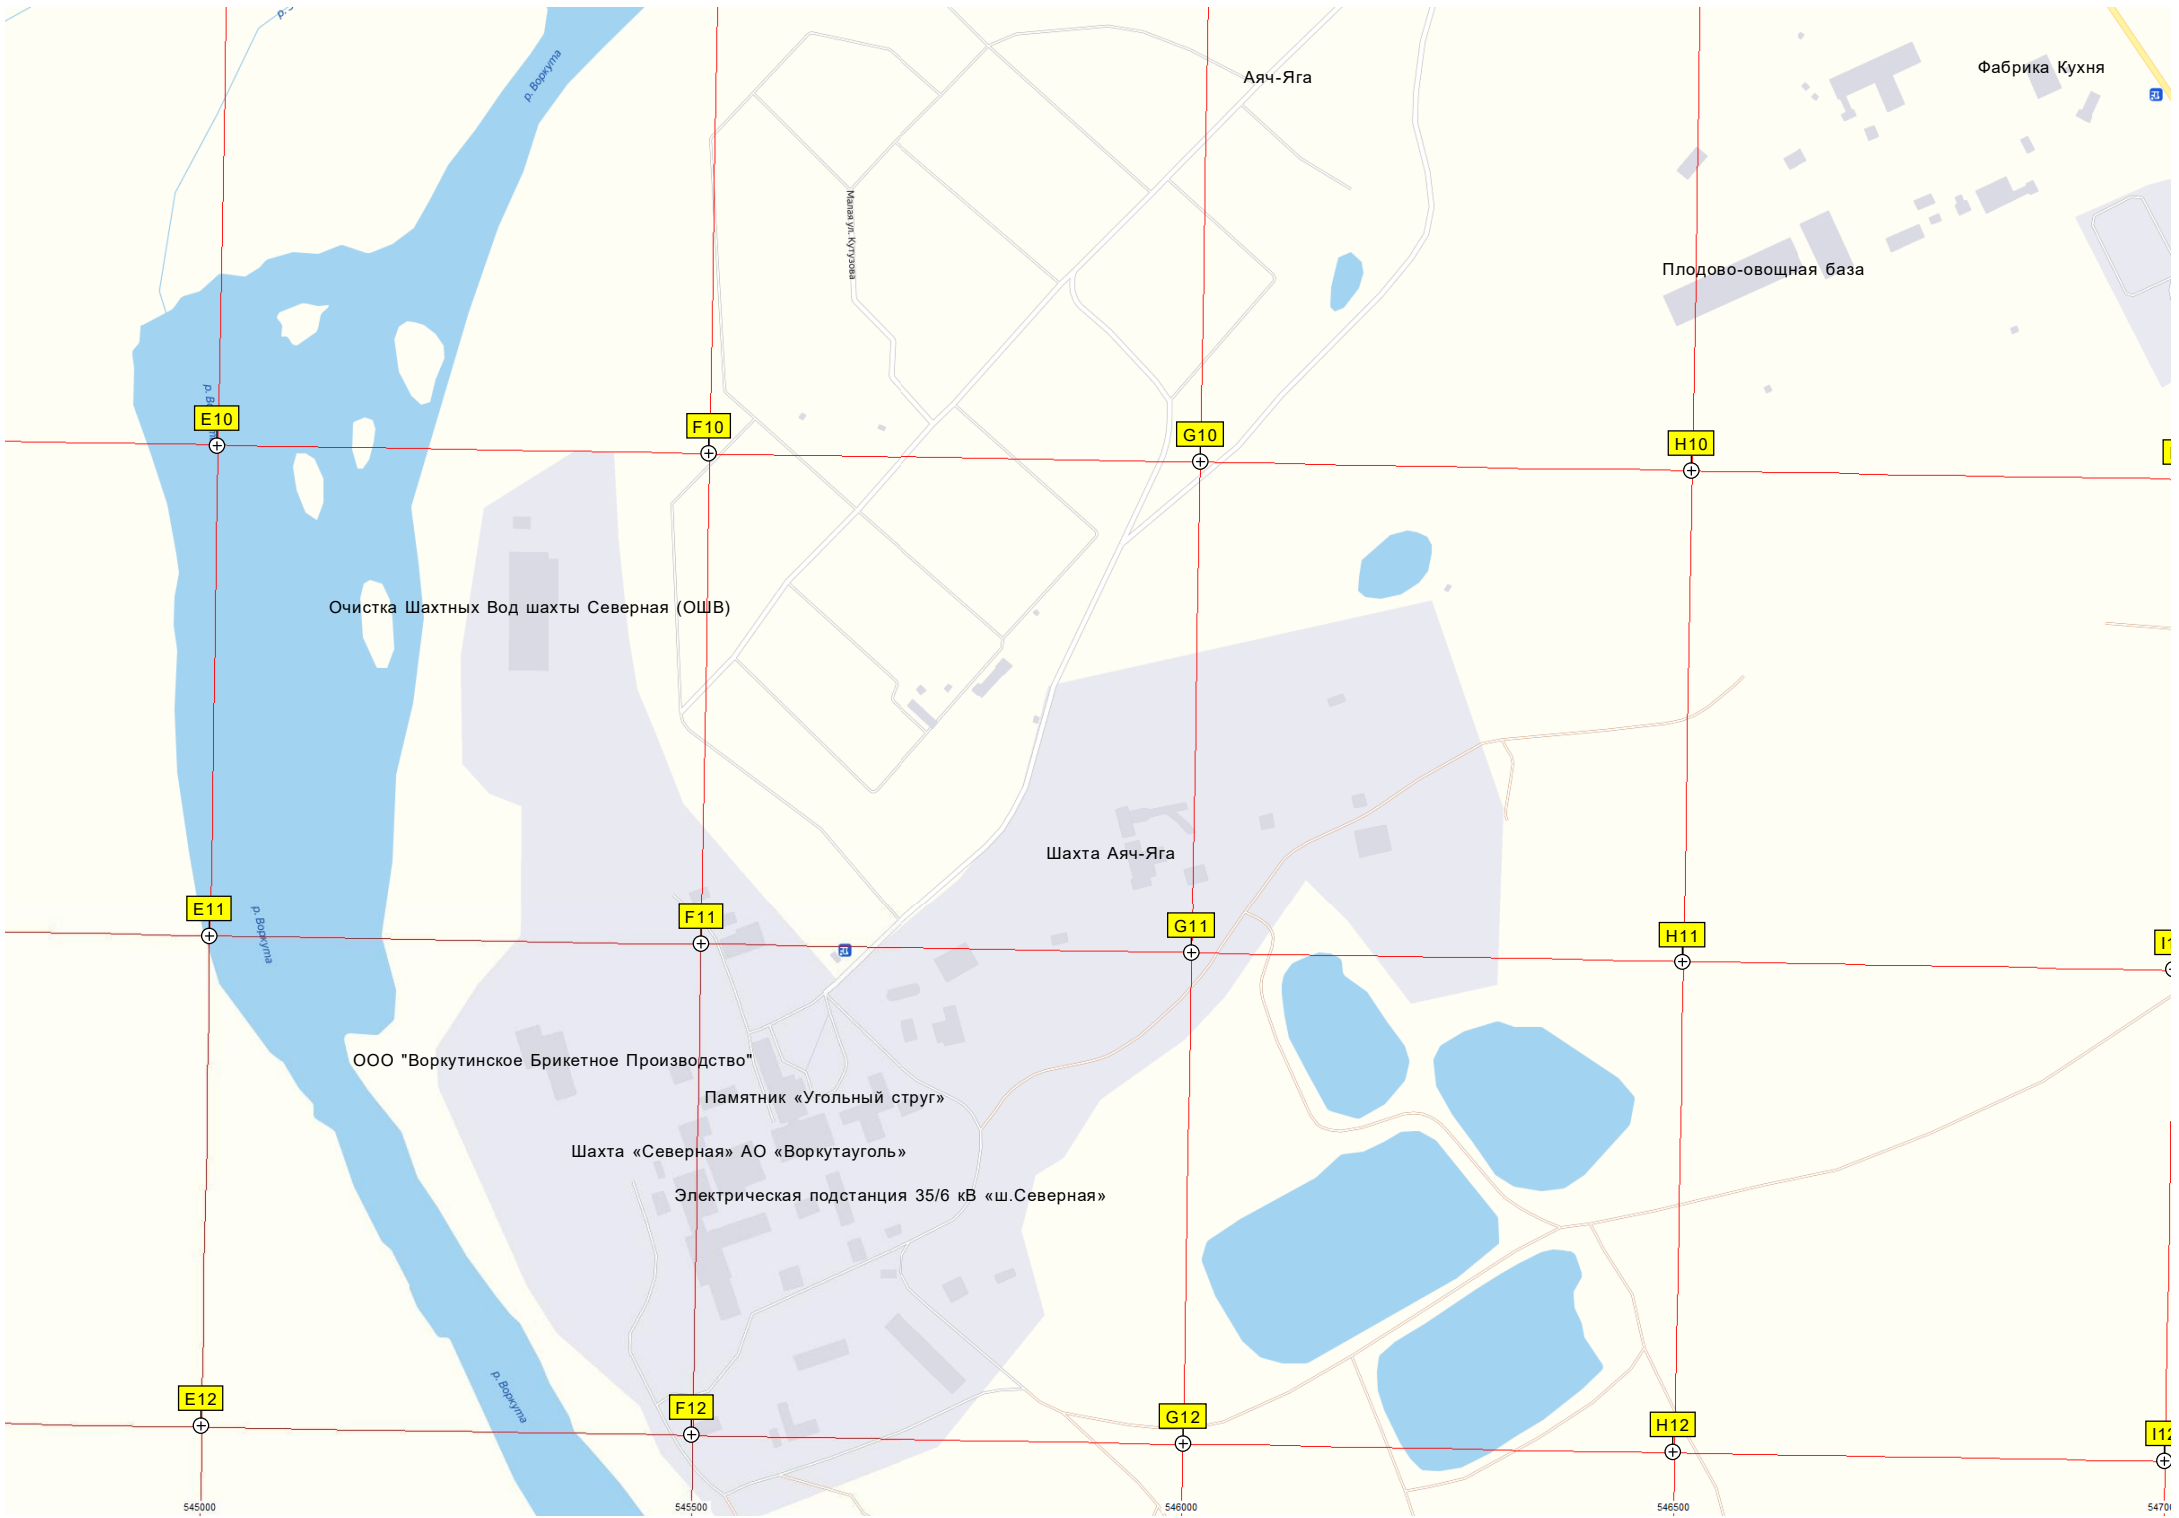 р. Воркута
Аяч-Яга
Фабрика Кухня
Малая ул. Кутузова
Плодово-овощная база
E10
F10
G10
H10
Очистка Шахтных Вод шахты Северная (ОШВ)
Шахта Аяч-Яга
E11
F11
G11
H11
р. Воркута
ООО "Воркутинское Брикетное Производство"
Памятник «Угольный струг»
Шахта «Северная» АО «Воркутауголь»
Электрическая подстанция 35/6 кВ «ш.Северная»
р. Воркута
E12
F12
G12
H12
I12
545000
545500
546000
546500